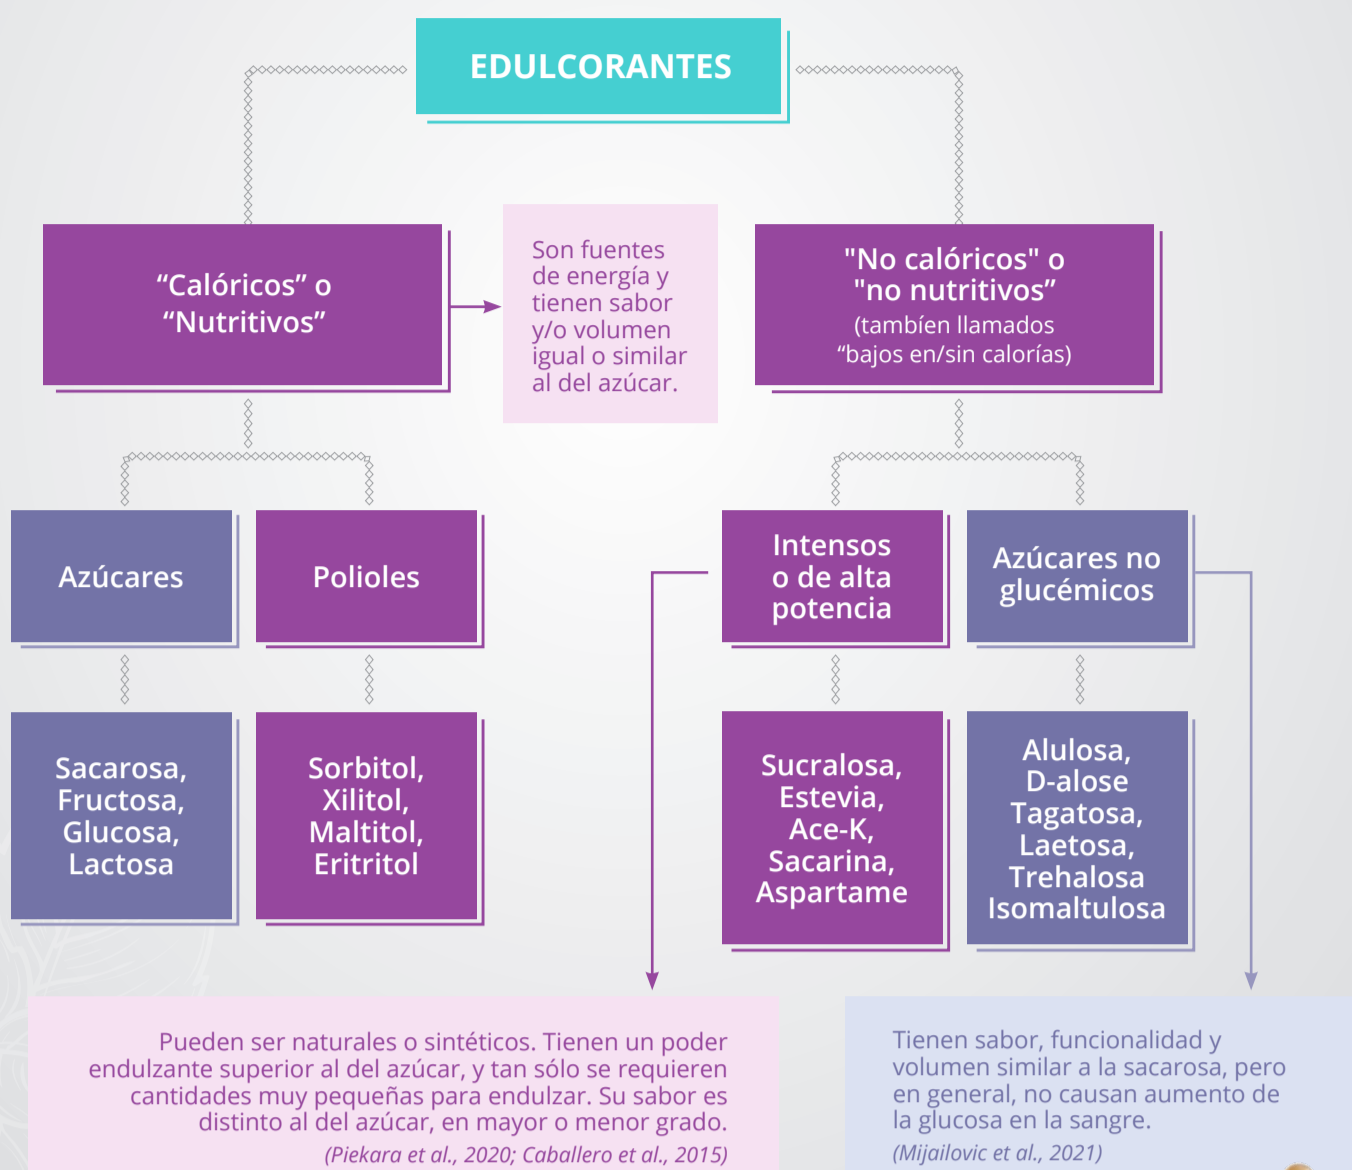 EDULCORANTES
“Calóricos” o
“Nutritivos”
Son fuentes
de energía y
tienen sabor
y/o volumen
igual o similar
al del azúcar.
"No calóricos" o
"no nutritivos”
(tambíen llamados
“bajos en/sin calorías)
Azúcares
Polioles
Intensos
o de alta
potencia
Azúcares no
glucémicos
Sacarosa,
Fructosa,
Glucosa,
Lactosa
Sorbitol,
Xilitol,
Maltitol,
Eritritol
Sucralosa,
Estevia,
Ace-K,
Sacarina,
Aspartame
Alulosa,
D-alose
Tagatosa,
Laetosa,
Trehalosa
Isomaltulosa
Pueden ser naturales o sintéticos. Tienen un poder
endulzante superior al del azúcar, y tan sólo se requieren
cantidades muy pequeñas para endulzar. Su sabor es
distinto al del azúcar, en mayor o menor grado.
(Piekara et al., 2020; Caballero et al., 2015)
Tienen sabor, funcionalidad y
volumen similar a la sacarosa, pero
en general, no causan aumento de
la glucosa en la sangre.
(Mijailovic et al., 2021)